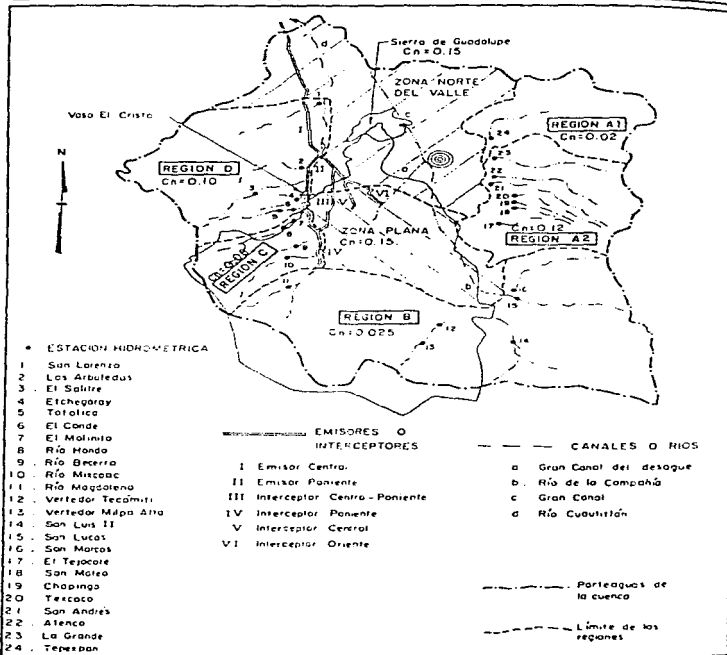 Sierra de Guadalupe
Cn=0.15
ZONA NORTE
DEL VALLE
REGION A1
Cn=0.02
Vaso El Cristo
N
REGION D
Cn=0.10
ZONA PLANA
Cn=0.15
Cn=0.12
REGION A2
REGION C
REGION B
Cn=0.025
• ESTACION HIDROMETRICA
1 San Lorenzo
2 Las Arboledas
3 El Salitre
4 Etchegaray
5 Totolica
6 El Conde
7 El Molinito
8 Río Hondo
9 Río Becerra
10 Río Mixcoac
11 Río Magdalena
12 Vertedor Tecómitl
13 Vertedor Milpa Alta
14 San Luis II
15 San Lucas
16 San Marcos
17 El Tejocote
18 San Mateo
19 Chapingo
20 Texcoco
21 San Andrés
22 Atenco
23 La Grande
24 Tepexpan
EMISORES O
INTERCEPTORES
I Emisor Central
II Emisor Poniente
III Interceptor Centro-Poniente
IV Interceptor Poniente
V Interceptor Central
VI Interceptor Oriente
CANALES O RIOS
a Gran Canal del desague
b. Río de la Compañía
c Gran Canal
d Río Cuautitlán
Parteaguas de
la cuenca
Límite de las
regiones